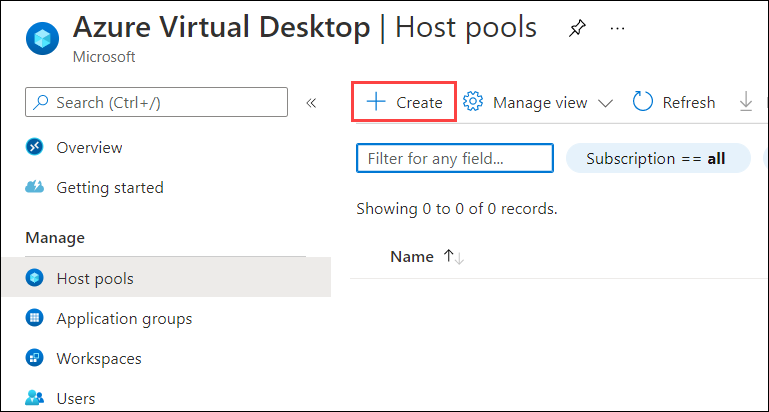 Azure Virtual Desktop | Host pools
Microsoft
Search (Ctrl+/)
Overview
Getting started
Manage
Host pools
Application groups
Workspaces
Users
Create
Manage view
Refresh
Filter for any field...
Subscription == all
Showing 0 to 0 of 0 records.
Name